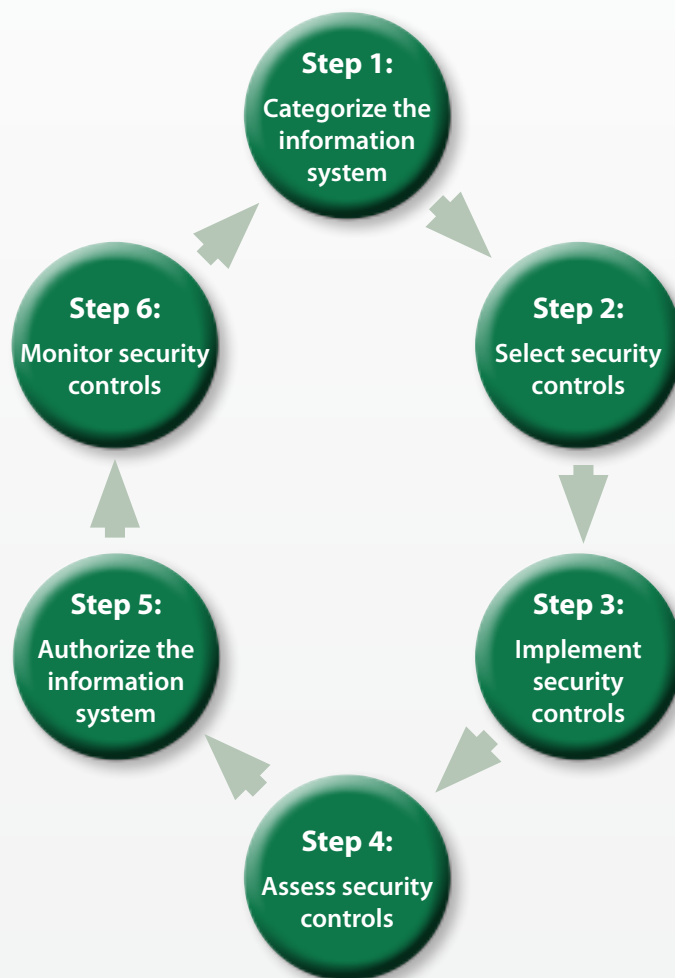 Step 1:
Categorize the
information
system
Step 2:
Select security
controls
Step 3:
Implement
security
controls
Step 4:
Assess security
controls
Step 5:
Authorize the
information
system
Step 6:
Monitor security
controls